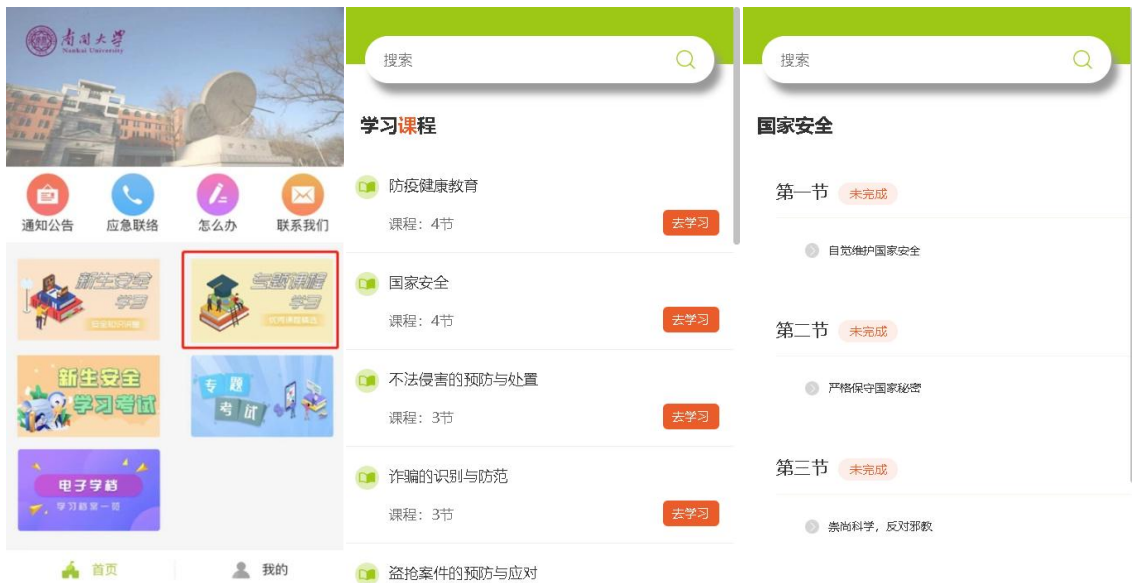 南開大學
Nankai University
通知公告
应急联络
怎么办
联系我们
新生安全
学习
专题课程
学习
新生安全
学习考试
专题
考试
电子学档
学习档案一览
首页
我的
搜索
学习课程
防疫健康教育
课程：4节
去学习
国家安全
课程：4节
去学习
不法侵害的预防与处置
课程：3节
去学习
诈骗的识别与防范
课程：3节
去学习
盗抢案件的预防与应对
搜索
国家安全
第一节 未完成
自觉维护国家安全
第二节 未完成
严格保守国家秘密
第三节 未完成
崇尚科学，反对邪教